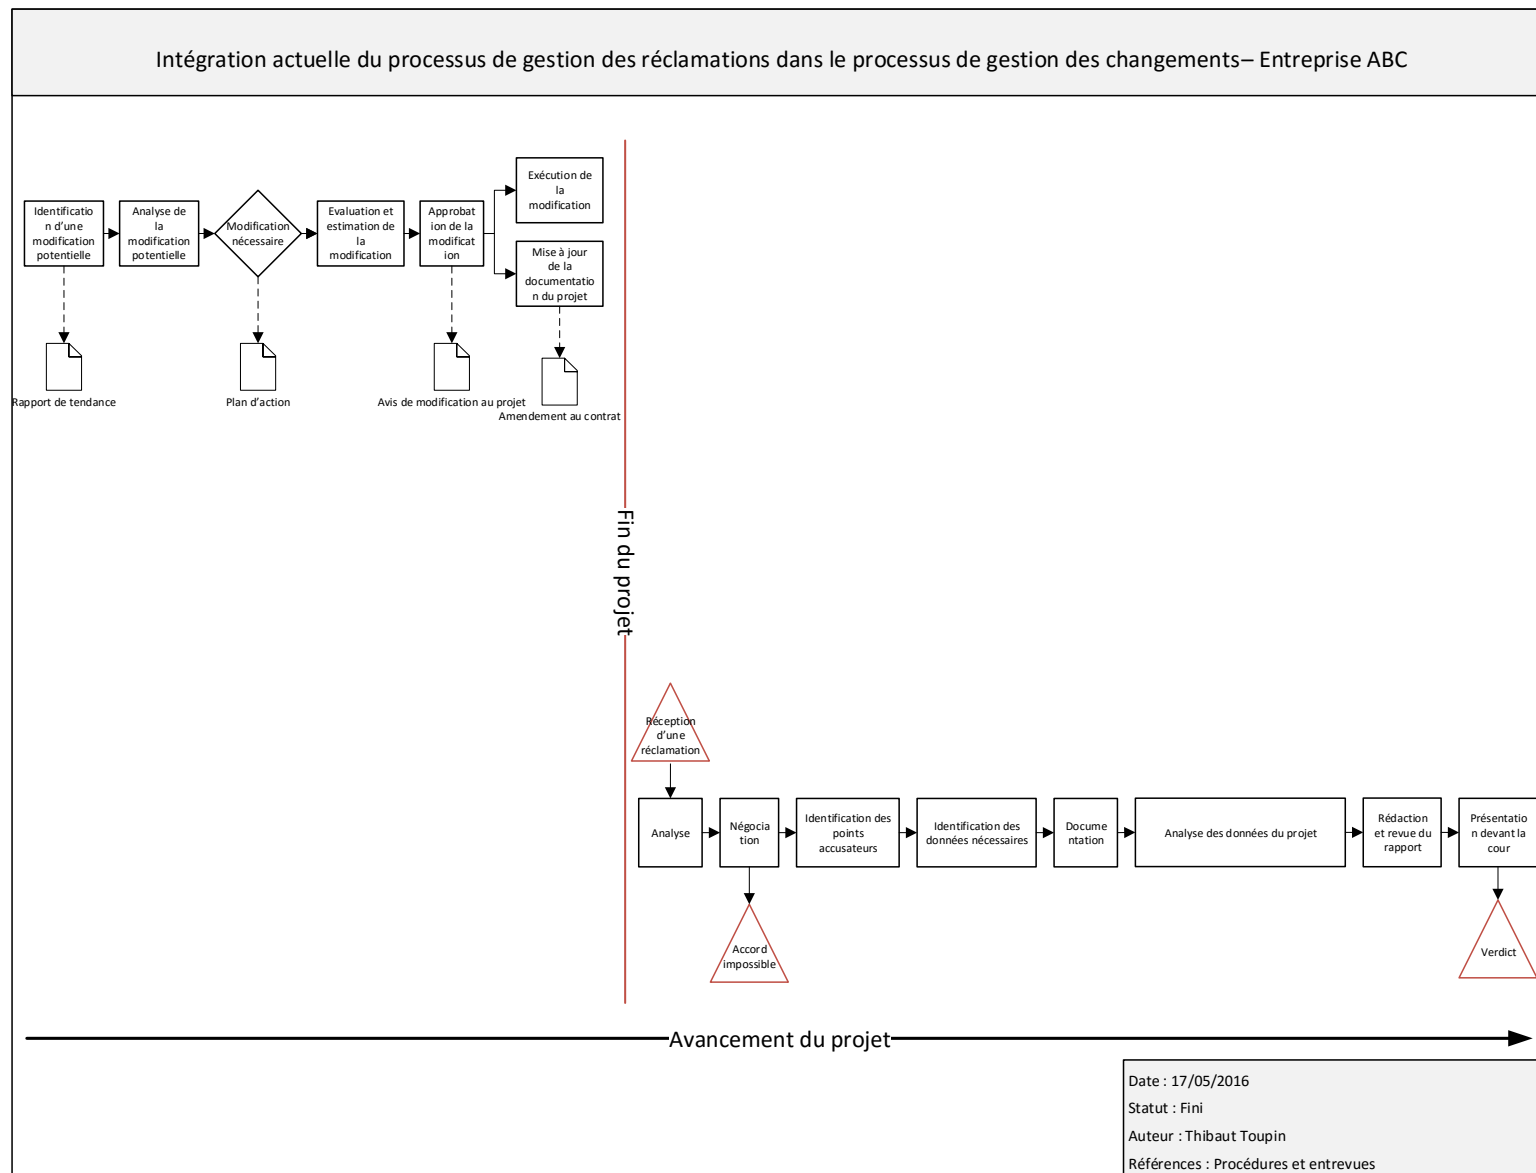 Intégration actuelle du processus de gestion des réclamations dans le processus de gestion des changements– Entreprise ABC
Identificatio
n d’une
modification
potentielle
Analyse de
la
modification
potentielle
Modification
nécessaire
Evaluation et
estimation de
la
modification
Approbat
ion de la
modificat
ion
Exécution de
la
modification
Mise à jour
de la
documentatio
n du projet
Rapport de tendance
Plan d’action
Avis de modification au projet
Amendement au contrat
Fin du projet
Réception
d’une
réclamation
Analyse
Négocia
tion
Identification des
points
accusateurs
Identification des
données nécessaires
Docume
ntation
Analyse des données du projet
Rédaction
et revue du
rapport
Présentatio
n devant la
cour
Accord
impossible
Verdict
Avancement du projet
Date : 17/05/2016
Statut : Fini
Auteur : Thibaut Toupin
Références : Procédures et entrevues